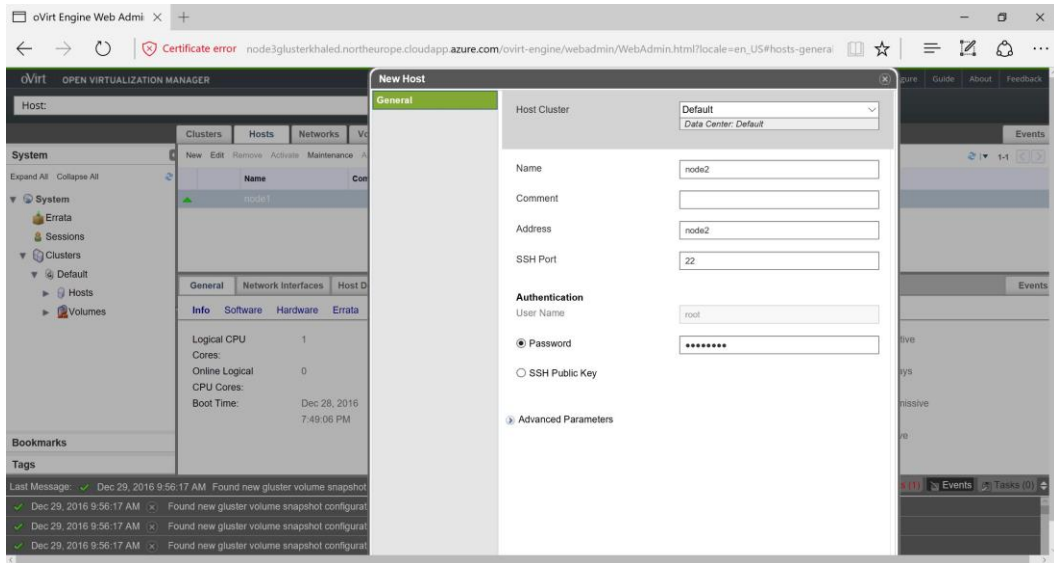 oVirt Engine Web Admi
Certificate error node3glusterkhaled.northeurope.cloudapp.azure.com/ovirt-engine/webadmin/WebAdmin.html?locale=en_US#hosts-genera
oVirt OPEN VIRTUALIZATION MANAGER
Guide About Feedback
Host:
Clusters Hosts Networks
Events
System
New Edit Remove Activate Maintenance
1-1
Expand All Collapse All
Name
System
node1
Errata
Sessions
Clusters
Default
Hosts
Volumes
General Network Interfaces Host D
Events
Info Software Hardware Errata
Logical CPU Cores: 1
Online Logical CPU Cores: 0
Boot Time: Dec 28, 2016 7:49:06 PM
Bookmarks
Tags
New Host
General
Host Cluster Default
Data Center: Default
Name node2
Comment
Address node2
SSH Port 22
Authentication
User Name root
Password ••••••••
SSH Public Key
Advanced Parameters
Last Message: Dec 29, 2016 9:56:17 AM Found new gluster volume snapshot
Events Tasks (0)
Dec 29, 2016 9:56:17 AM Found new gluster volume snapshot configurat
Dec 29, 2016 9:56:17 AM Found new gluster volume snapshot configurat
Dec 29, 2016 9:56:17 AM Found new gluster volume snapshot configurat